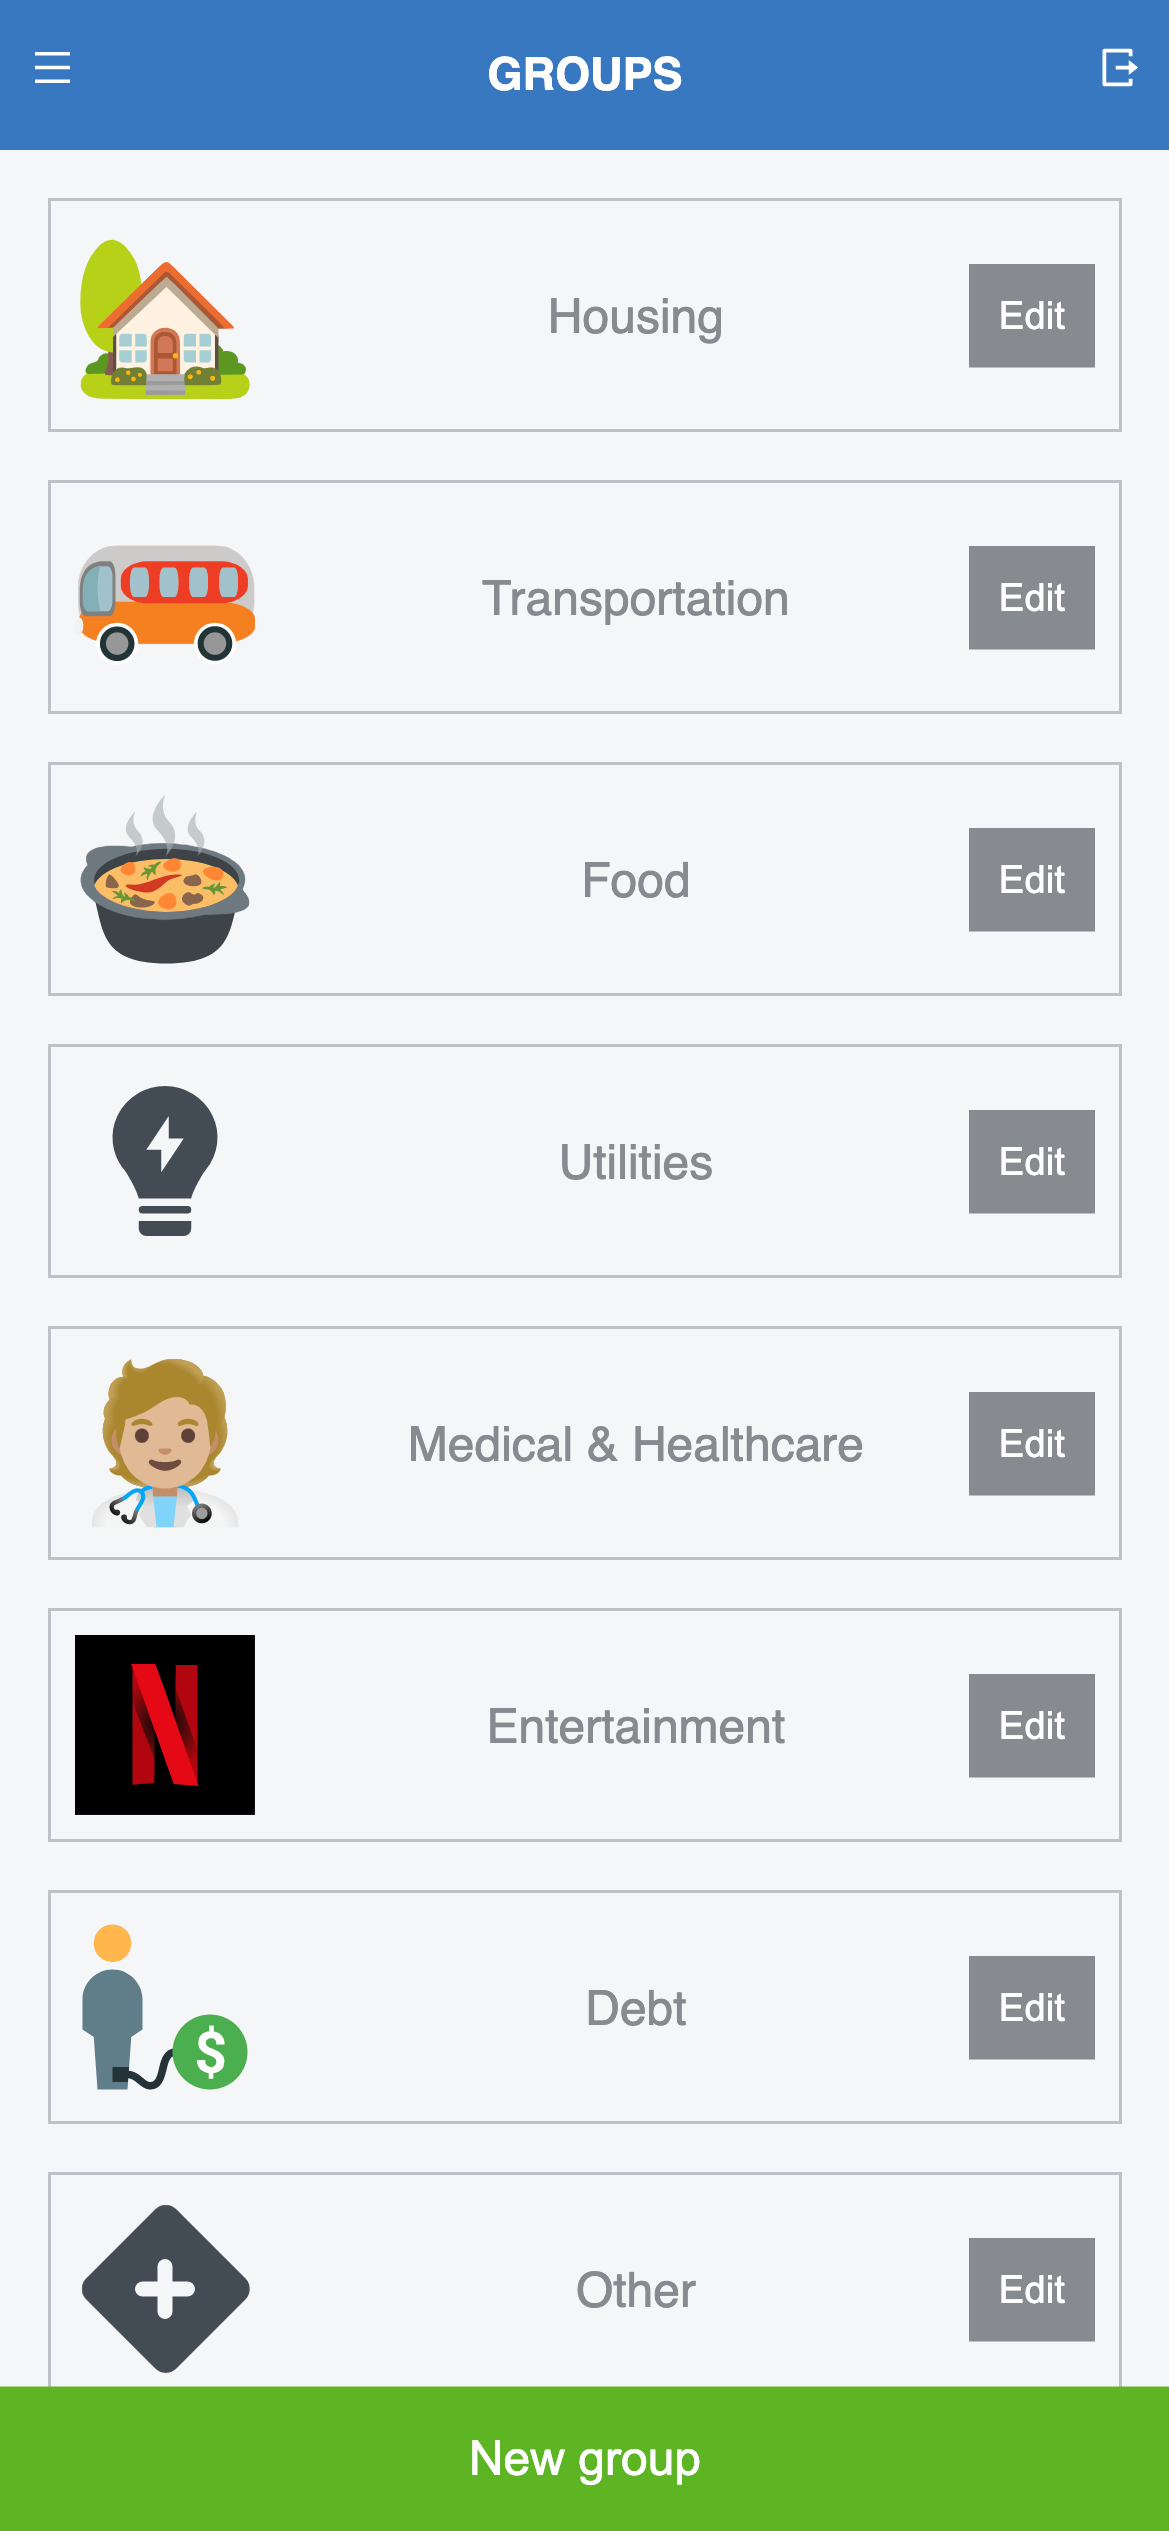 GROUPS
Housing
Edit
Transportation
Edit
Food
Edit
Utilities
Edit
Medical & Healthcare
Edit
N
Entertainment
Edit
$
Debt
Edit
Other
Edit
New group